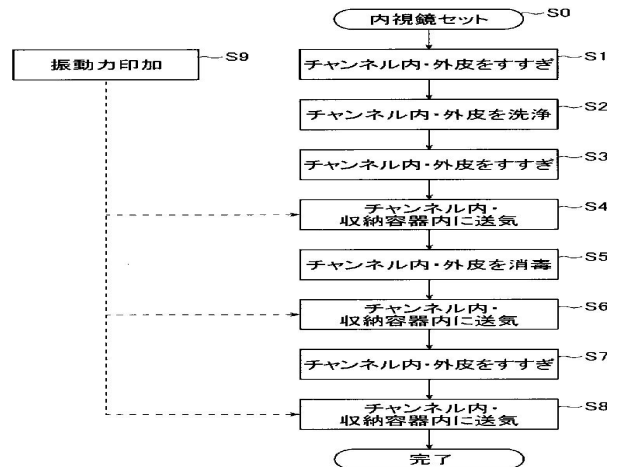 内視鏡セット
S0
振動力印加
S9
チャンネル内・外皮をすすぎ
S1
チャンネル内・外皮を洗浄
S2
チャンネル内・外皮をすすぎ
S3
チャンネル内・
収納容器内に送気
S4
チャンネル内・外皮を消毒
S5
チャンネル内・
収納容器内に送気
S6
チャンネル内・外皮をすすぎ
S7
チャンネル内・
収納容器内に送気
S8
完了